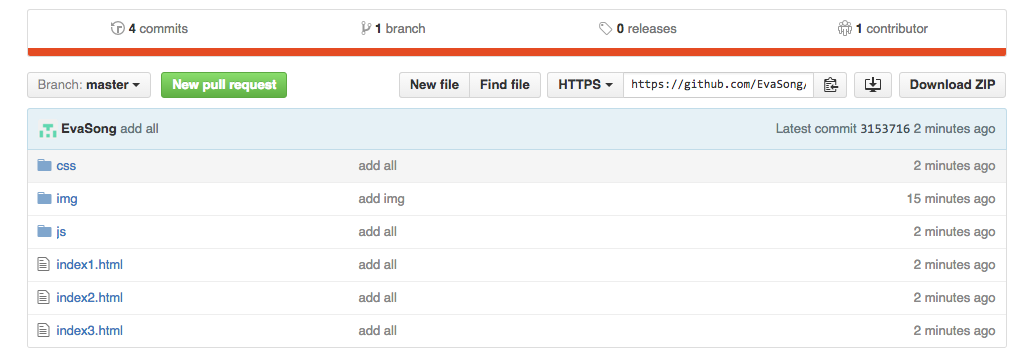 4 commits 1 branch 0 releases 1 contributor
Branch: master New pull request New file Find file HTTPS https://github.com/EvaSong/ Download ZIP
EvaSong add all Latest commit 3153716 2 minutes ago
css add all 2 minutes ago
img add img 15 minutes ago
js add all 2 minutes ago
index1.html add all 2 minutes ago
index2.html add all 2 minutes ago
index3.html add all 2 minutes ago